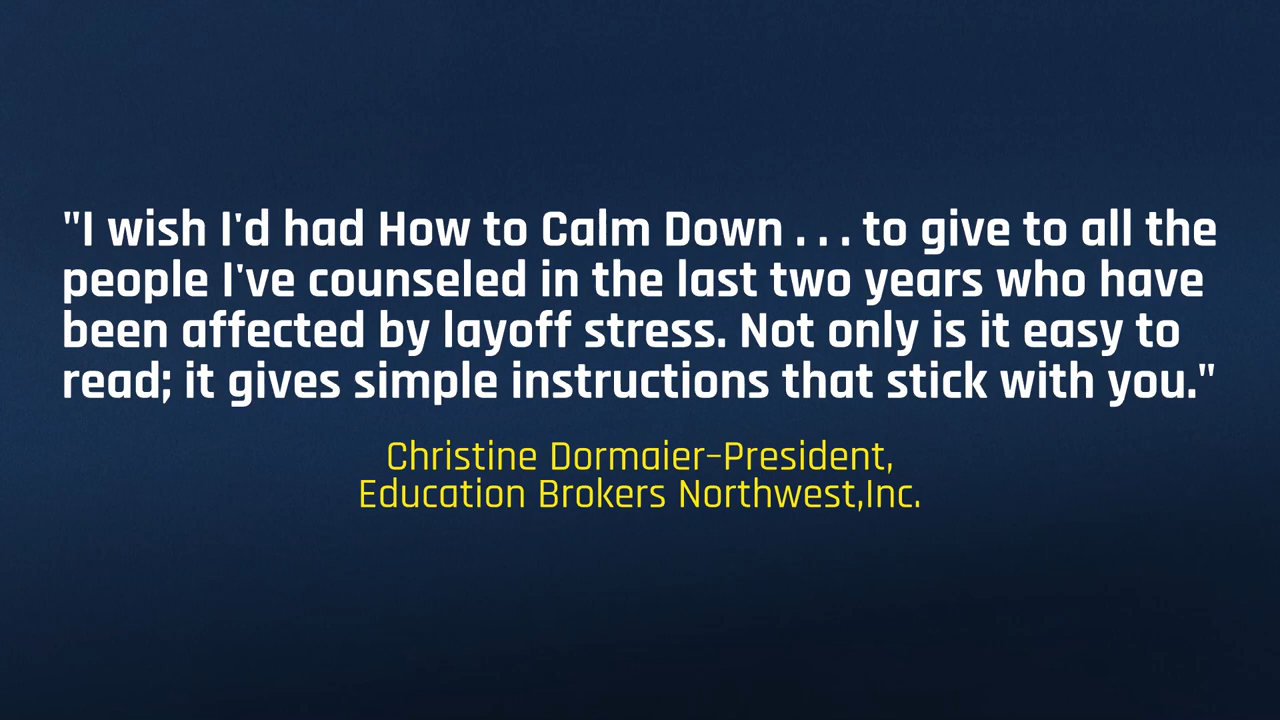 "I wish I'd had How to Calm Down . . . to give to all the
people I've counseled in the last two years who have
been affected by layoff stress. Not only is it easy to
read; it gives simple instructions that stick with you."
Christine Dormaier–President,
Education Brokers Northwest,Inc.